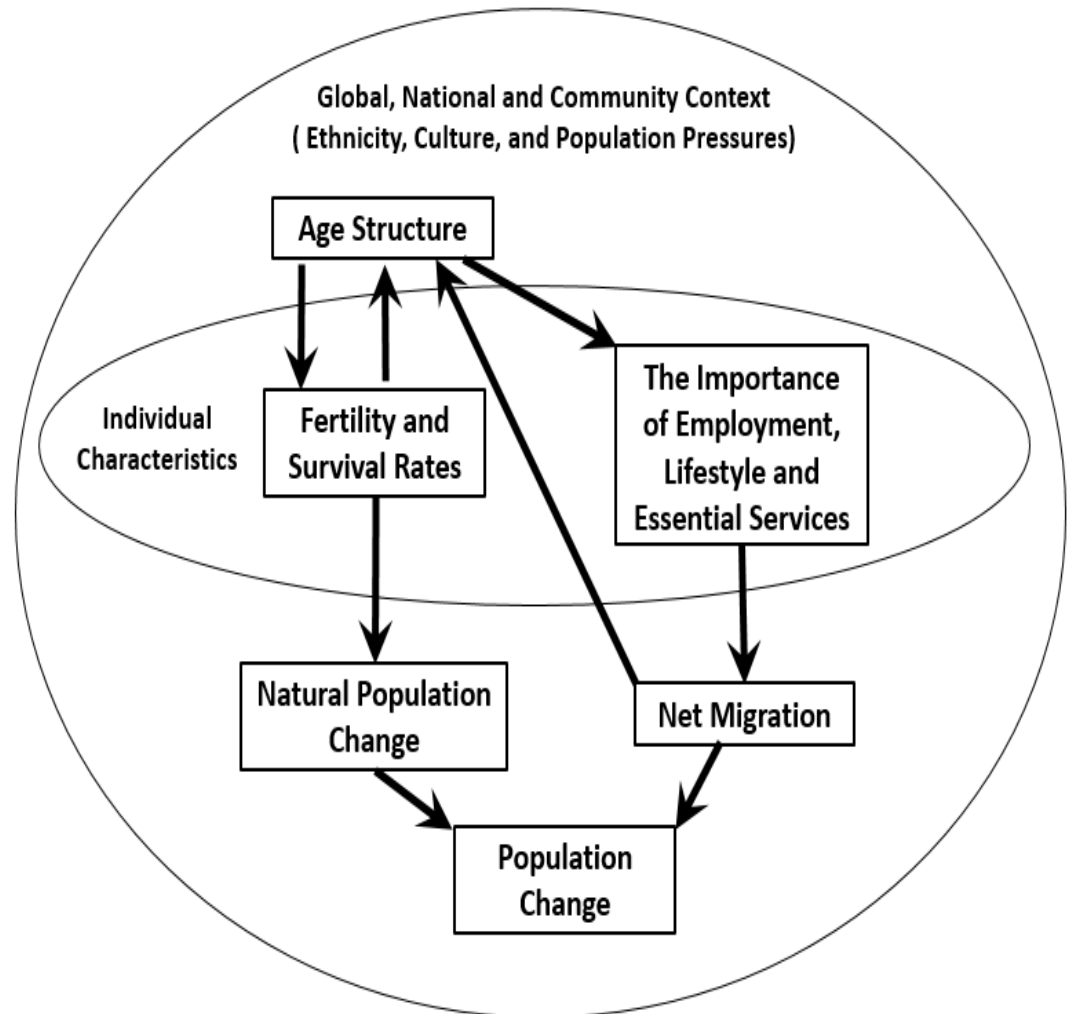 Global, National and Community Context
( Ethnicity, Culture, and Population Pressures)
Age Structure
Individual
Characteristics
Fertility and
Survival Rates
The Importance
of Employment,
Lifestyle and
Essential Services
Natural Population
Change
Net Migration
Population
Change